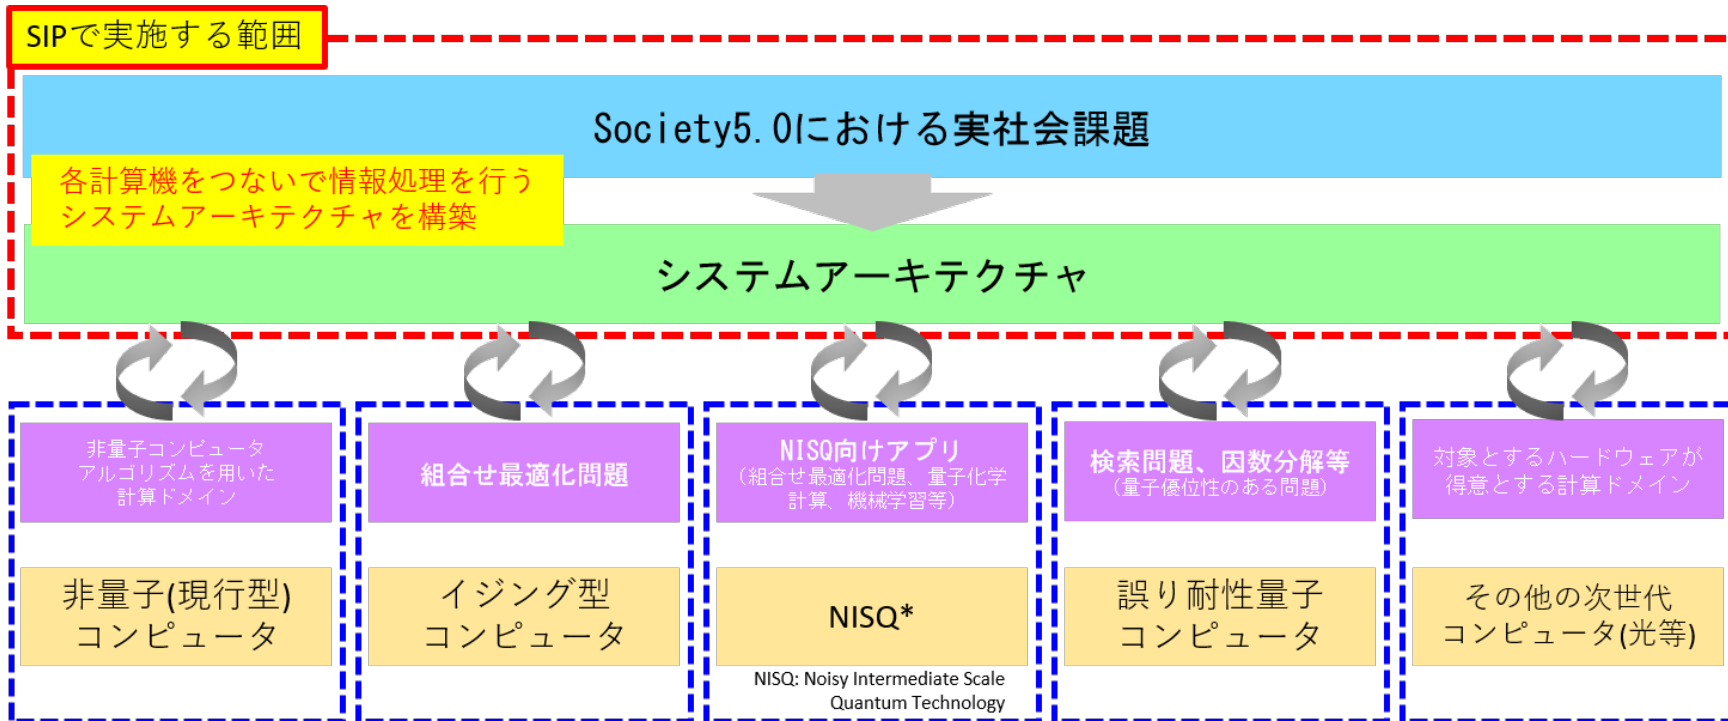 SIPで実施する範囲
Society5.0における実社会課題
各計算機をつないで情報処理を行う
システムアーキテクチャを構築
システムアーキテクチャ
非量子コンピュータ
アルゴリズムを用いた
計算ドメイン
組合せ最適化問題
NISQ向けアプリ
（組合せ最適化問題、量子化学
計算、機械学習等）
検索問題、因数分解等
（量子優位性のある問題）
対象とするハードウェアが
得意とする計算ドメイン
非量子(現行型)
コンピュータ
イジング型
コンピュータ
NISQ*
誤り耐性量子
コンピュータ
その他の次世代
コンピュータ(光等)
NISQ: Noisy Intermediate Scale
Quantum Technology